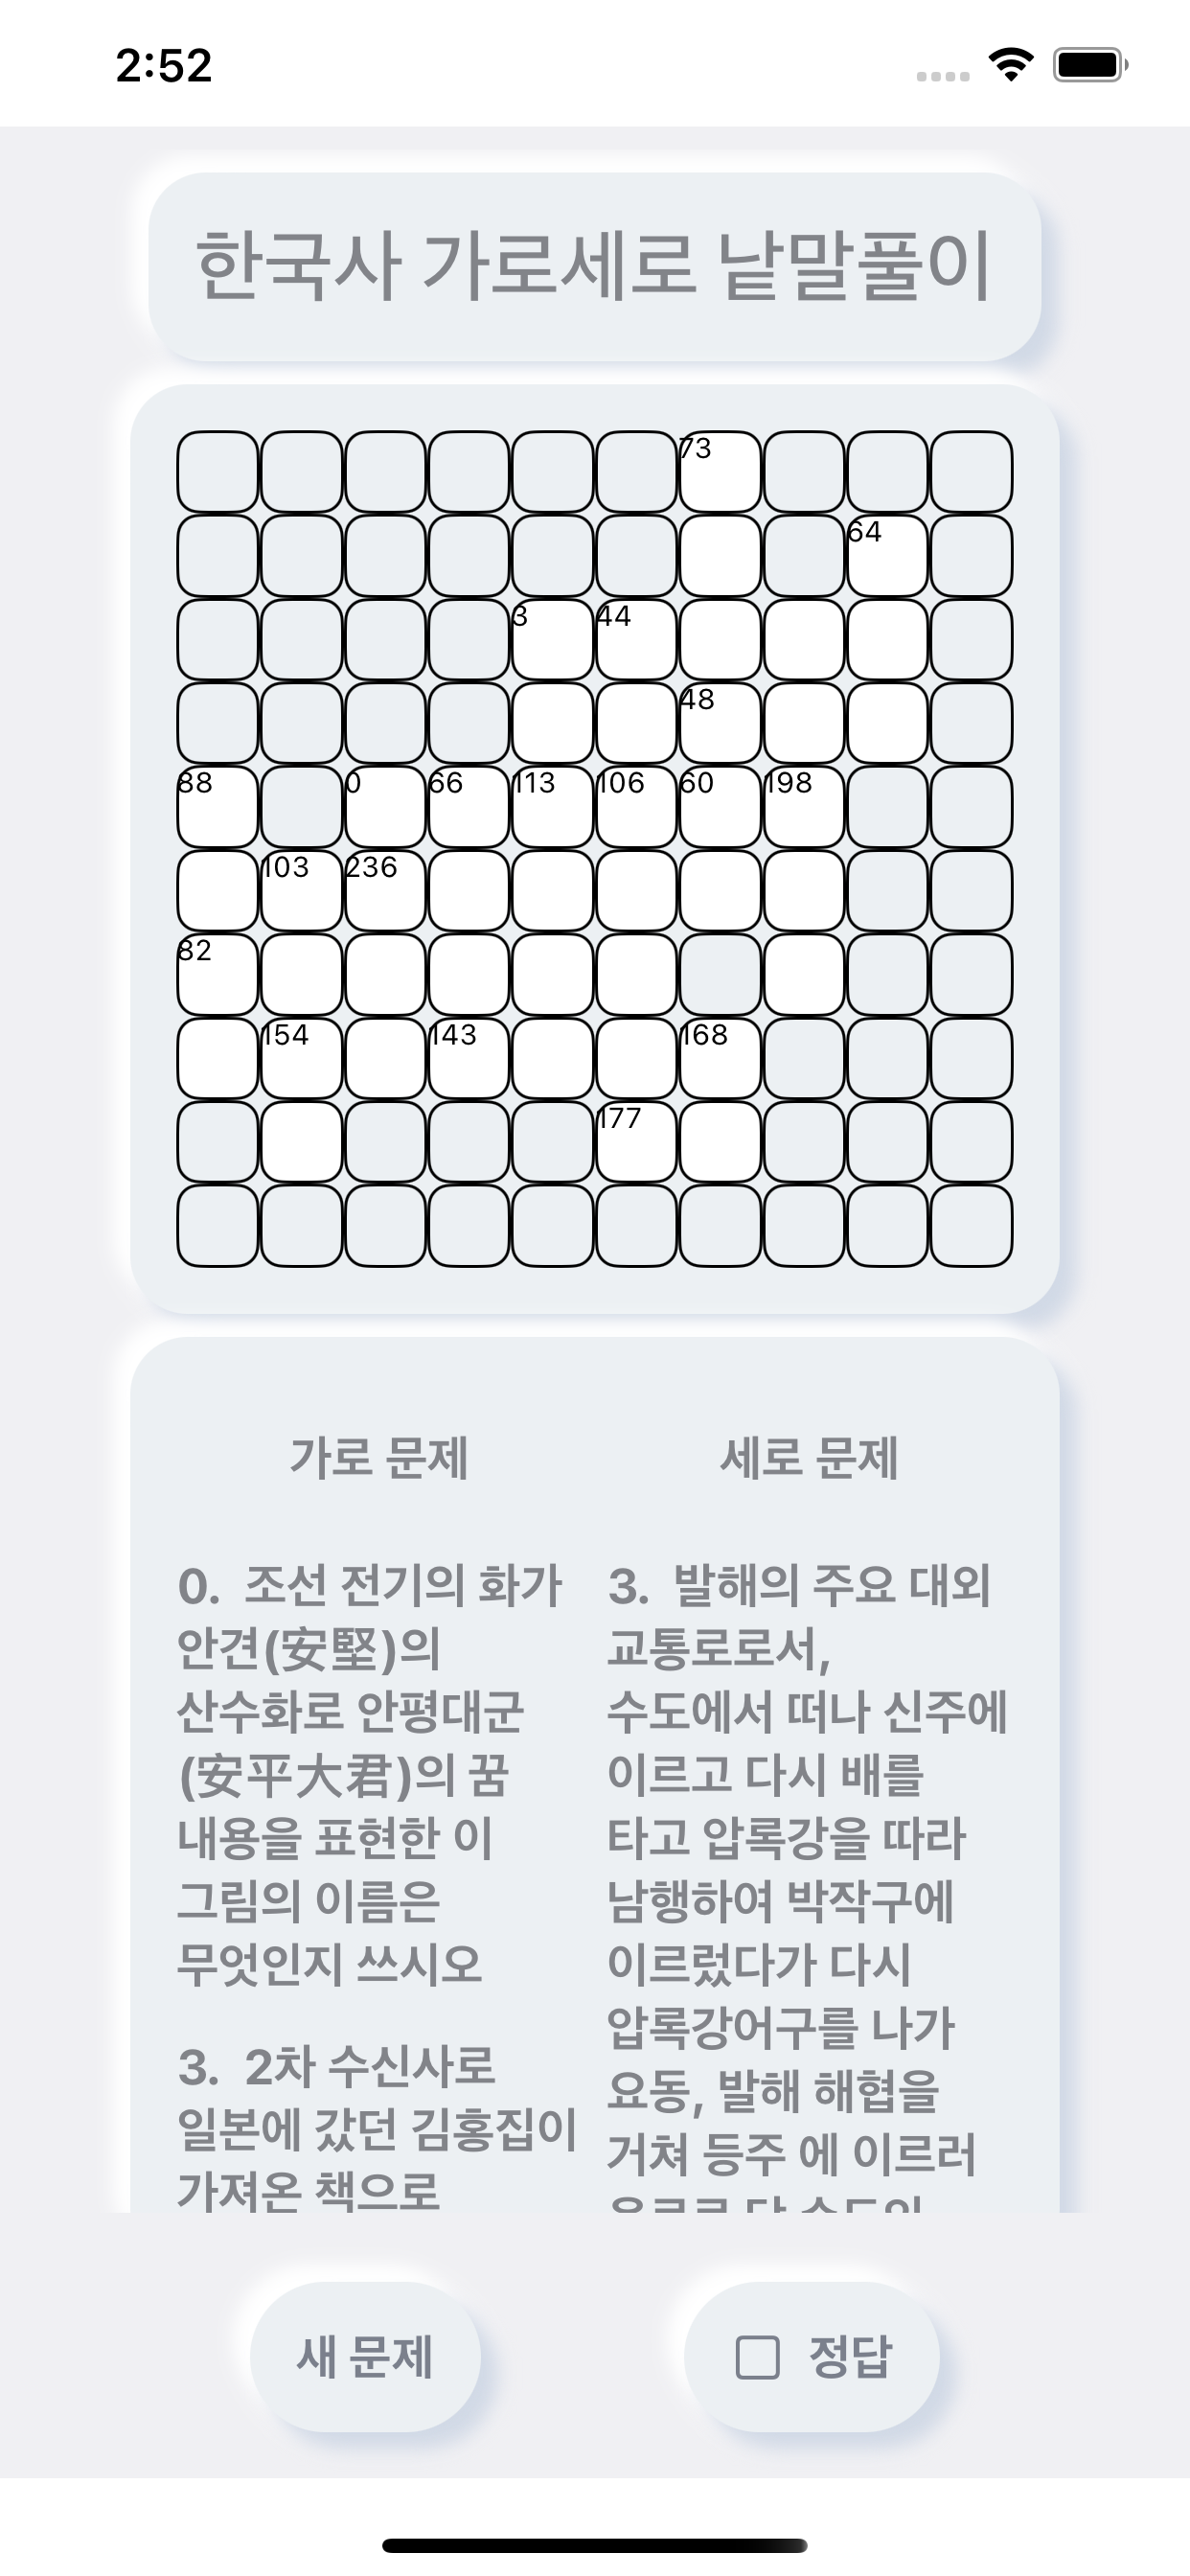 2:52
한국사 가로세로 낱말풀이
73
64
3 44
48
88 0 66 113 106 60 198
103 236
82
154 143 168
177
가로 문제
0. 조선 전기의 화가
안견(安堅)의
산수화로 안평대군
(安平大君)의 꿈
내용을 표현한 이
그림의 이름은
무엇인지 쓰시오
3. 2차 수신사로
일본에 갔던 김홍집이
가져온 책으로
세로 문제
3. 발해의 주요 대외
교통로로서,
수도에서 떠나 신주에
이르고 다시 배를
타고 압록강을 따라
남행하여 박작구에
이르렀다가 다시
압록강어구를 나가
요동, 발해 해협을
거쳐 등주 에 이르러
새 문제
정답